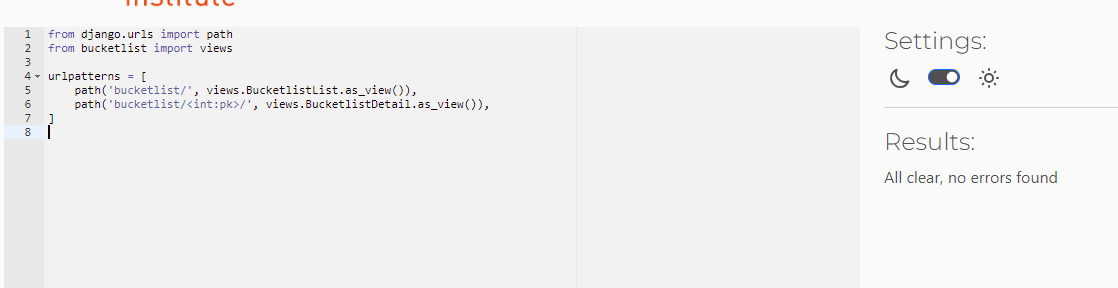 institute
1 from django.urls import path
2 from bucketlist import views
3
4 urlpatterns = [
5     path('bucketlist/', views.BucketlistList.as_view()),
6     path('bucketlist/<int:pk>/', views.BucketlistDetail.as_view()),
7 ]
8
Settings:
Results:
All clear, no errors found